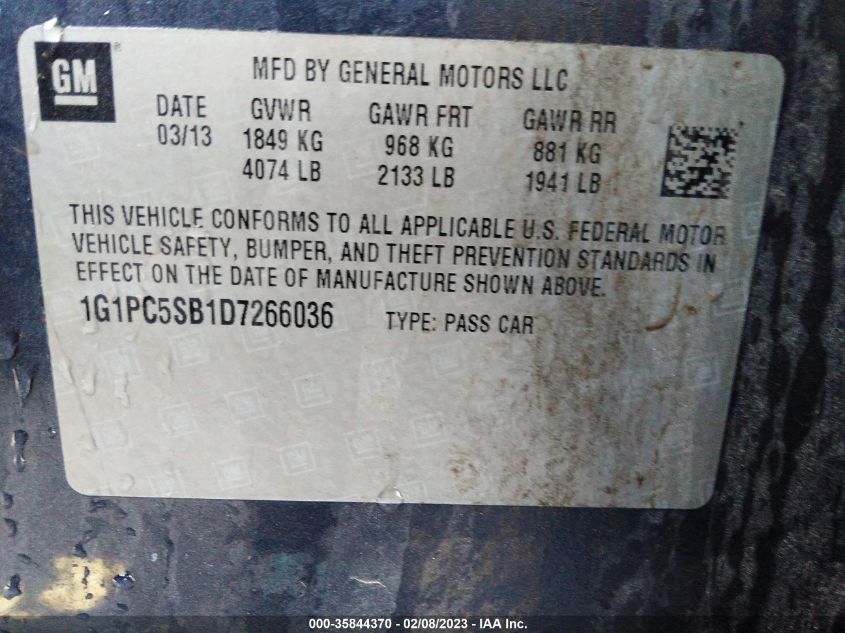 GM
MFD BY GENERAL MOTORS LLC
DATE GVWR GAWR FRT GAWR RR
03/13 1849 KG 968 KG 881 KG
4074 LB 2133 LB 1941 LB
THIS VEHICLE CONFORMS TO ALL APPLICABLE U.S. FEDERAL MOTOR
VEHICLE SAFETY, BUMPER, AND THEFT PREVENTION STANDARDS IN
EFFECT ON THE DATE OF MANUFACTURE SHOWN ABOVE.
1G1PC5SB1D7266036 TYPE: PASS CAR
000-35844370 - 02/08/2023 - IAA Inc.